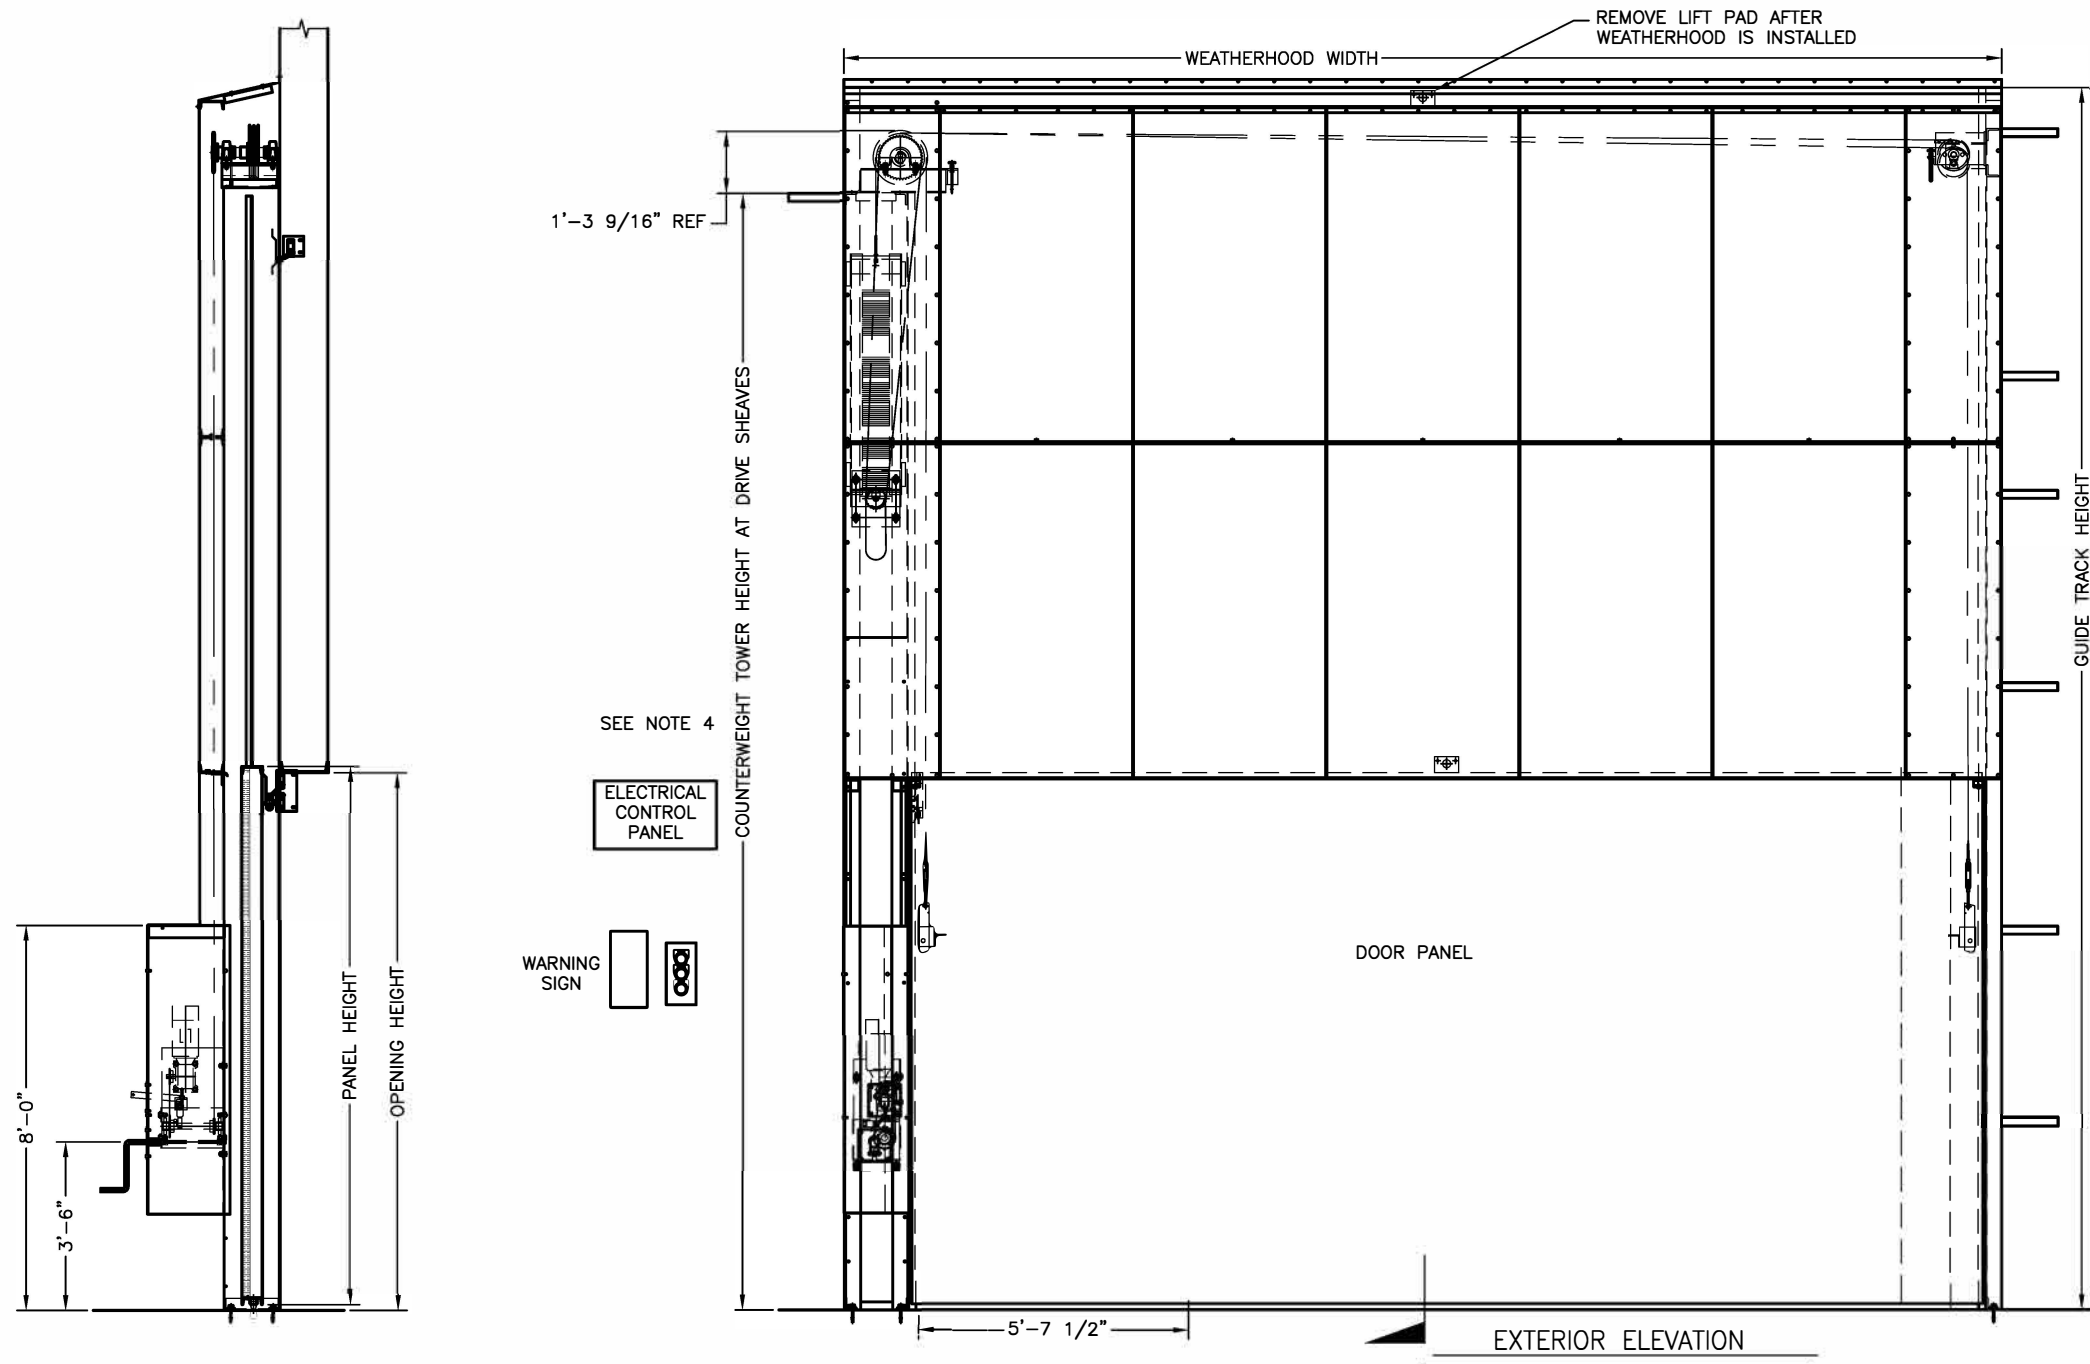 REMOVE LIFT PAD AFTER
WEATHERHOOD IS INSTALLED
WEATHERHOOD WIDTH
1'-3 9/16" REF
COUNTERWEIGHT TOWER HEIGHT AT DRIVE SHEAVES
GUIDE TRACK HEIGHT
SEE NOTE 4
ELECTRICAL
CONTROL
PANEL
WARNING
SIGN
DOOR PANEL
PANEL HEIGHT
OPENING HEIGHT
8'-0"
3'-6"
5'-7 1/2"
EXTERIOR ELEVATION